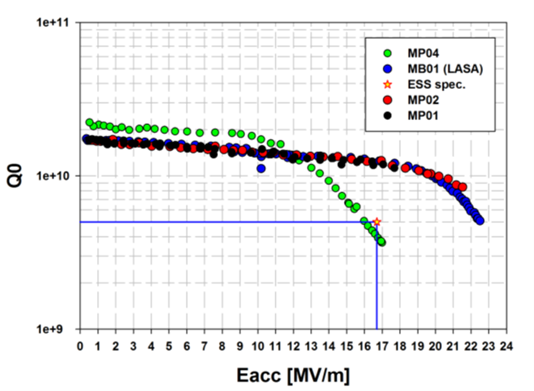 1e+11
MP04
MB01 (LASA)
ESS spec.
MP02
MP01
Q0
1e+10
1e+9
0 1 2 3 4 5 6 7 8 9 10 11 12 13 14 15 16 17 18 19 20 21 22 23 24
Eacc [MV/m]